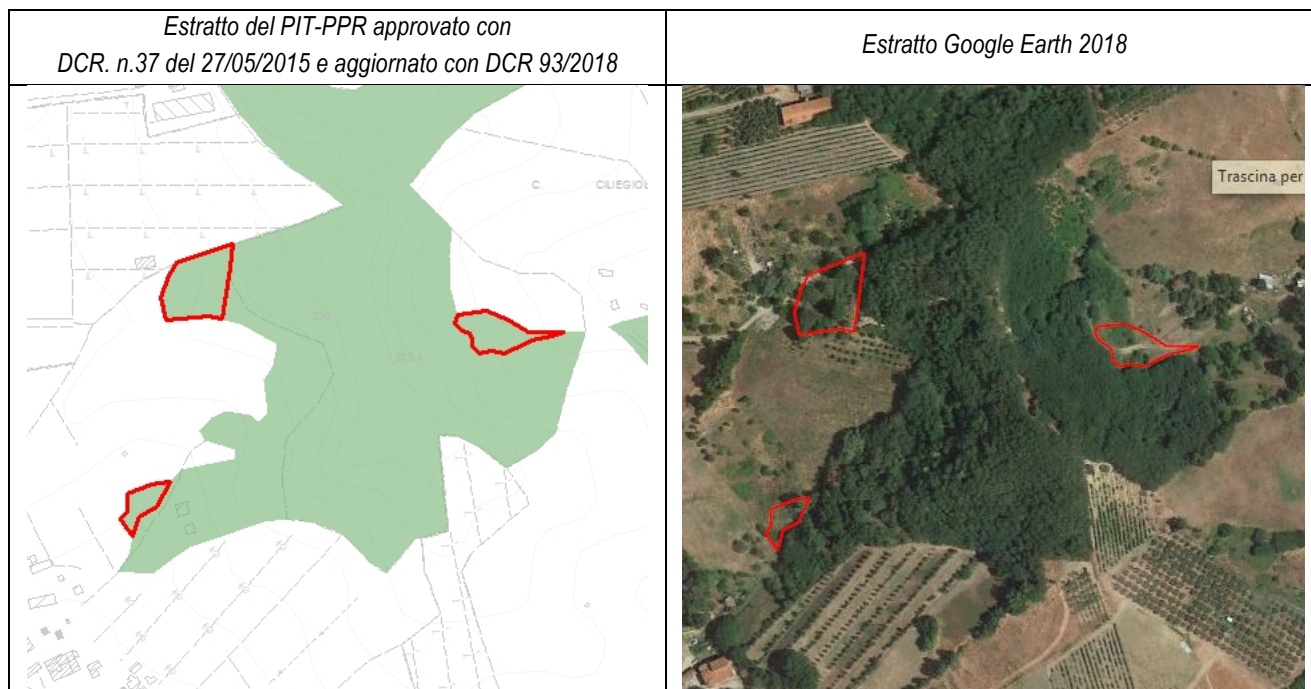 Estratto del PIT-PPR approvato con
DCR. n.37 del 27/05/2015 e aggiornato con DCR 93/2018
Estratto Google Earth 2018
C.
CILIEGIOL
Trascina per
200
203.4